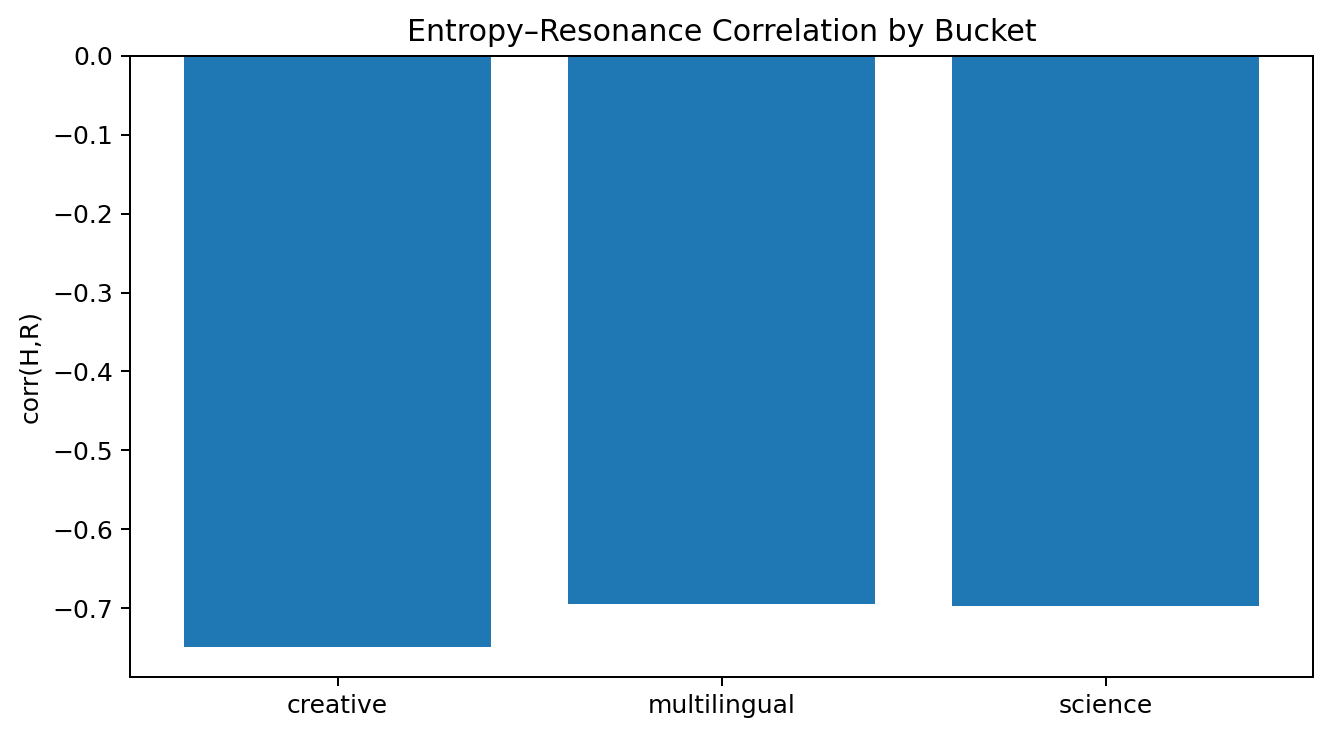 Entropy–Resonance Correlation by Bucket
0.0
−0.1
−0.2
−0.3
−0.4
−0.5
−0.6
−0.7
corr(H,R)
creative
multilingual
science